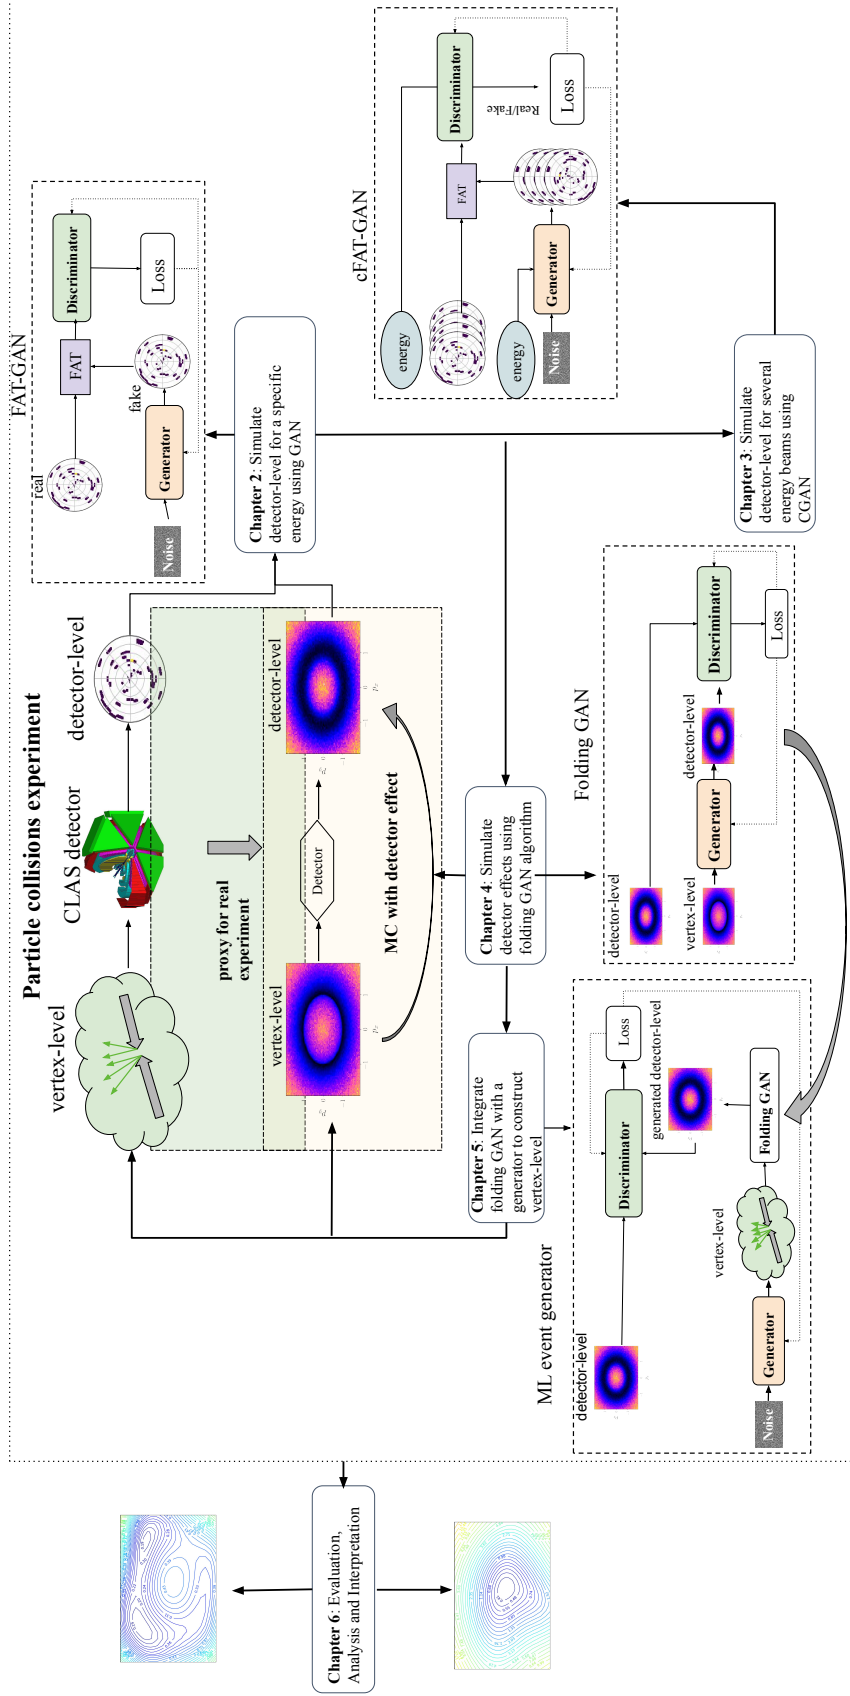 Particle collisions experiment
vertex-level
CLAS detector
detector-level
proxy for real
experiment
vertex-level
Detector
detector-level
MC with detector effect
FAT-GAN
real
FAT
Discriminator
Loss
fake
Generator
Noise
Chapter 2: Simulate
detector-level for a specific
energy using GAN
cFAT-GAN
energy
energy
Noise
Generator
FAT
Discriminator
Real/Fake
Loss
Chapter 3: Simulate
detector-level for several
energy beams using
CGAN
Chapter 4: Simulate
detector effects using
folding GAN algorithm
Folding GAN
detector-level
vertex-level
Generator
detector-level
Discriminator
Loss
Chapter 5: Integrate
folding GAN with a
generator to construct
vertex-level
ML event generator
detector-level
Discriminator
Loss
generated detector-level
Noise
Generator
vertex-level
Folding GAN
Chapter 6: Evaluation,
Analysis and Interpretation